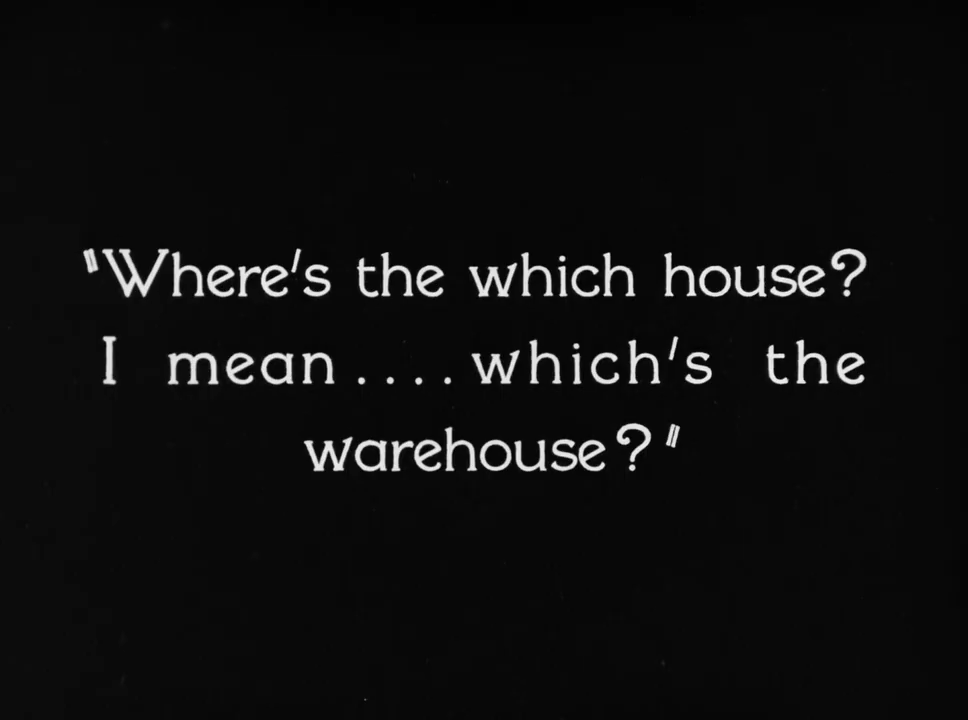 "Where's the which house?
I mean .... which's the
warehouse?"